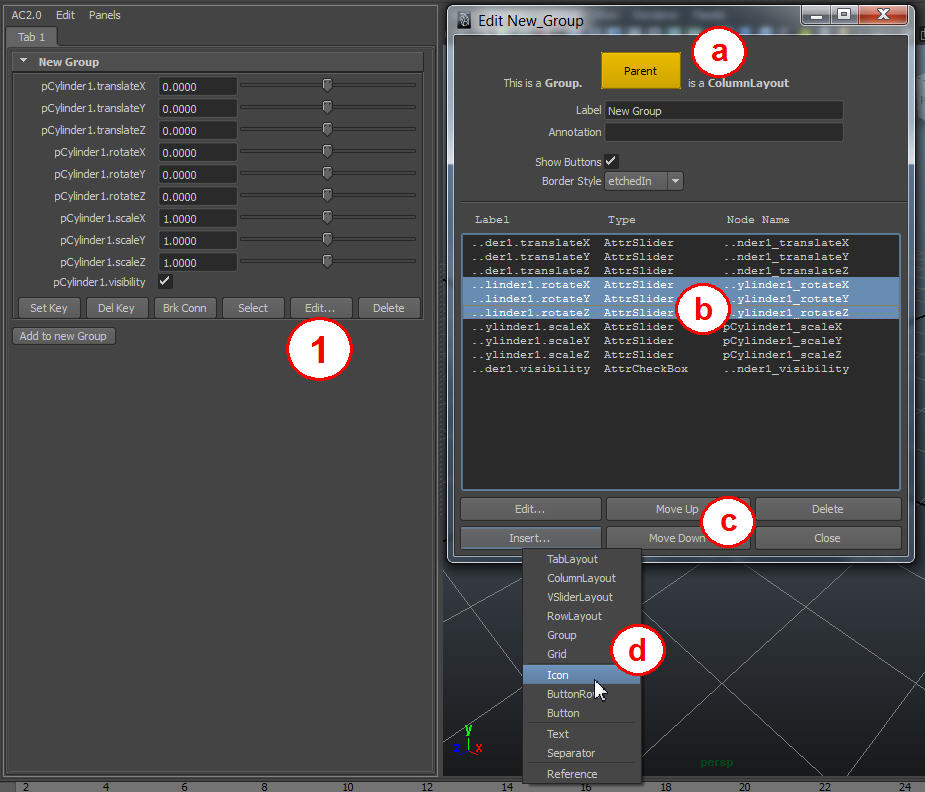 AC2.0 Edit Panels
Tab 1
New Group
pCylinder1.translateX 0.0000
pCylinder1.translateY 0.0000
pCylinder1.translateZ 0.0000
pCylinder1.rotateX 0.0000
pCylinder1.rotateY 0.0000
pCylinder1.rotateZ 0.0000
pCylinder1.scaleX 1.0000
pCylinder1.scaleY 1.0000
pCylinder1.scaleZ 1.0000
pCylinder1.visibility
Set Key Del Key Brk Conn Select Edit... Delete
Add to new Group
1
Edit New_Group
a
This is a Group. Parent is a ColumnLayout
Label New Group
Annotation
Show Buttons
Border Style etchedIn
Label Type Node Name
..der1.translateX AttrSlider ..nder1_translateX
..der1.translateY AttrSlider ..nder1_translateY
..der1.translateZ AttrSlider ..nder1_translateZ
..linder1.rotateX AttrSlider ..ylinder1_rotateX
..linder1.rotateY AttrSlider ..ylinder1_rotateY
..linder1.rotateZ AttrSlider ..ylinder1_rotateZ
b
..ylinder1.scaleX AttrSlider pCylinder1_scaleX
..ylinder1.scaleY AttrSlider pCylinder1_scaleY
..ylinder1.scaleZ AttrSlider pCylinder1_scaleZ
..der1.visibility AttrCheckBox ..nder1_visibility
Edit... Move Up Delete
c
Insert... Move Down Close
TabLayout
ColumnLayout
VSliderLayout
RowLayout
Group
d
Grid
Icon
ButtonRow
Button
Text
Separator
Reference
y
z x
persp
2 4 6 8 10 12 14 16 18 20 22 24